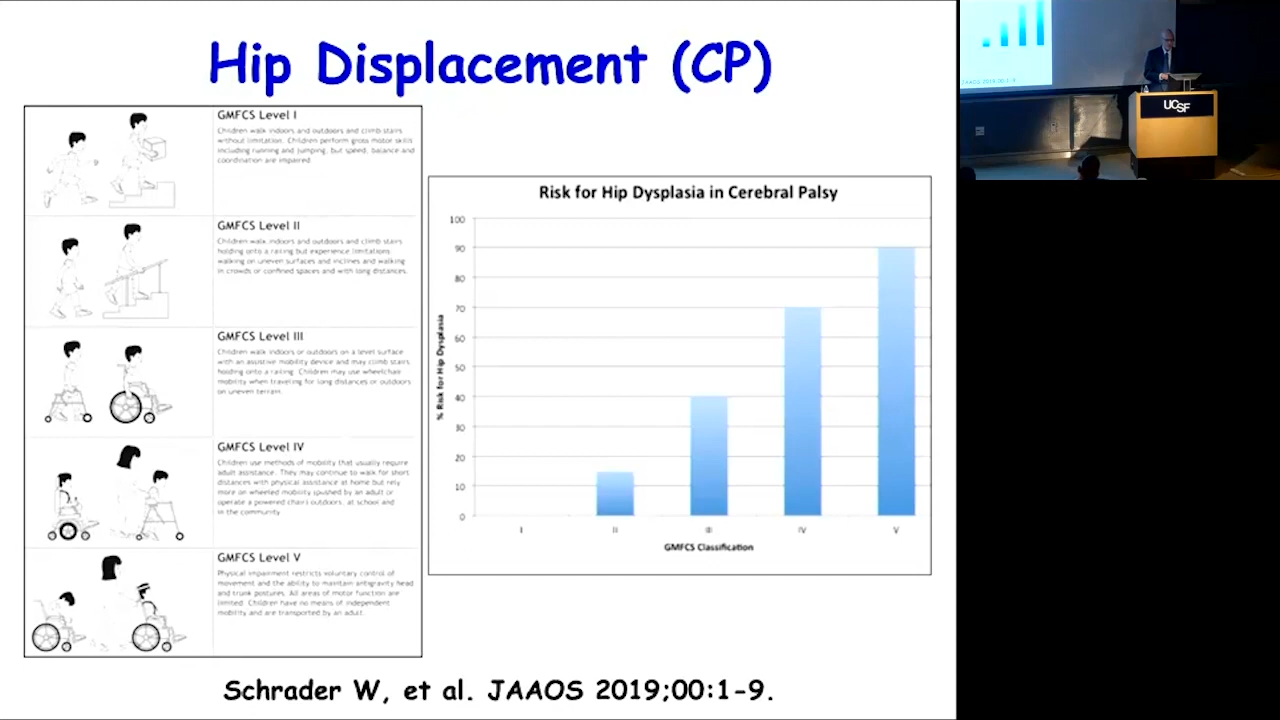 Hip Displacement (CP)
GMFCS Level I
Children walk indoors and outdoors and climb stairs
without limitation. Children perform gross motor skills
including running and jumping, but speed, balance and
coordination are impaired.
GMFCS Level II
Children walk indoors and outdoors and climb stairs
holding onto a railing but experience limitations
walking on uneven surfaces and inclines and walking
in crowds or confined spaces and with long distances.
GMFCS Level III
Children walk indoors or outdoors on a level surface
with an assistive mobility device and may climb stairs
holding onto a railing. Children may use wheelchair
mobility when traveling for long distances or outdoors
on uneven terrain.
GMFCS Level IV
Children use methods of mobility that usually require
adult assistance. They may continue to walk for short
distances with physical assistance at home but rely
more on wheeled mobility (pushed by an adult or
operate a powered chair) outdoors, at school and
in the community.
GMFCS Level V
Physical impairment restricts voluntary control of
movement and the ability to maintain antigravity head
and trunk postures. All areas of motor function are
limited. Children have no means of independent
mobility and are transported by an adult.
Risk for Hip Dysplasia in Cerebral Palsy
% Risk for Hip Dysplasia
100
90
80
70
60
50
40
30
20
10
0
I II III IV V
GMFCS Classification
Schrader W, et al. JAAOS 2019;00:1-9.
JAAOS 2019;00:1-9.
UCSF